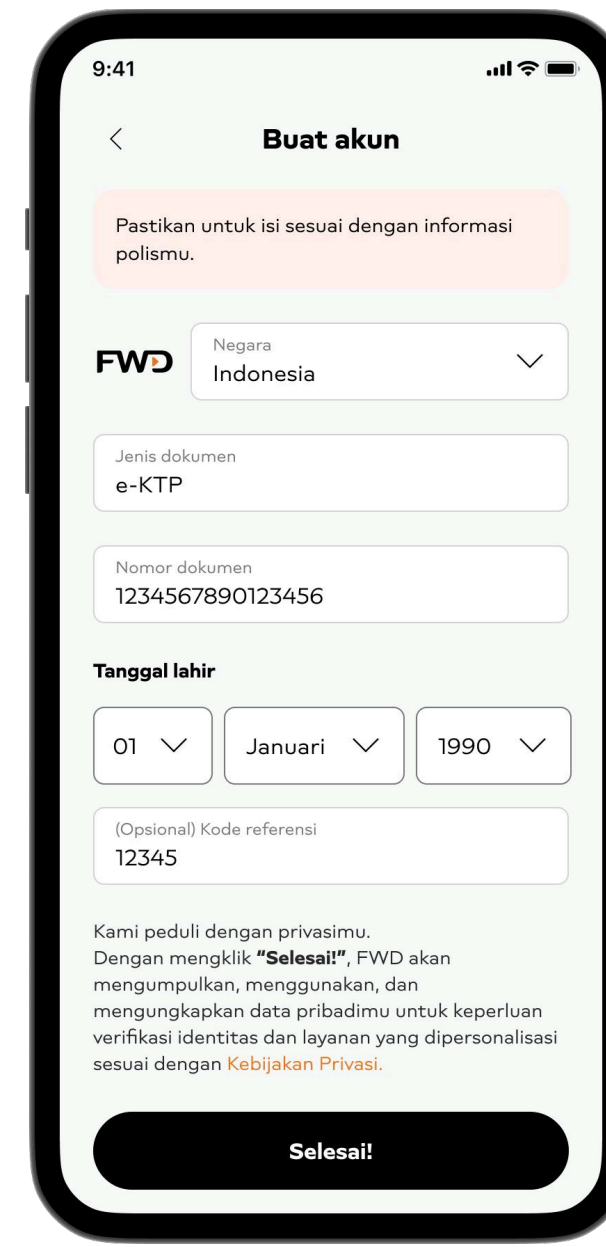 9:41
Buat akun
Pastikan untuk isi sesuai dengan informasi
polismu.
FWD
Negara
Indonesia
Jenis dokumen
e-KTP
Nomor dokumen
1234567890123456
Tanggal lahir
01 Januari 1990
(Opsional) Kode referensi
12345
Kami peduli dengan privasimu.
Dengan mengklik “Selesai!”, FWD akan
mengumpulkan, menggunakan, dan
mengungkapkan data pribadimu untuk keperluan
verifikasi identitas dan layanan yang dipersonalisasi
sesuai dengan Kebijakan Privasi.
Selesai!